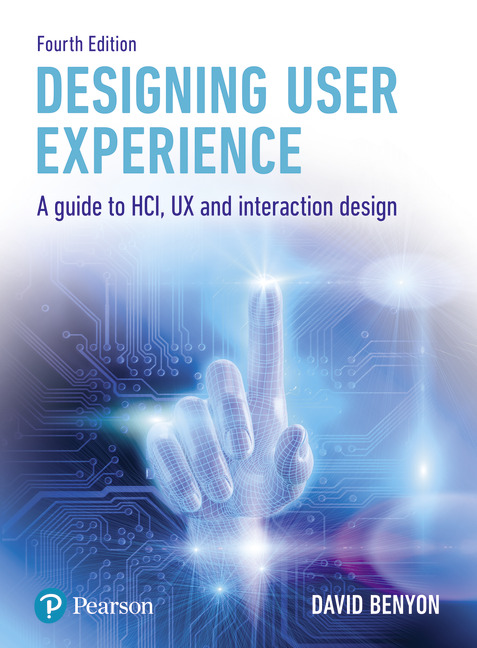 Fourth Edition
DESIGNING USER
EXPERIENCE
A guide to HCI, UX and interaction design
P Pearson
DAVID BENYON